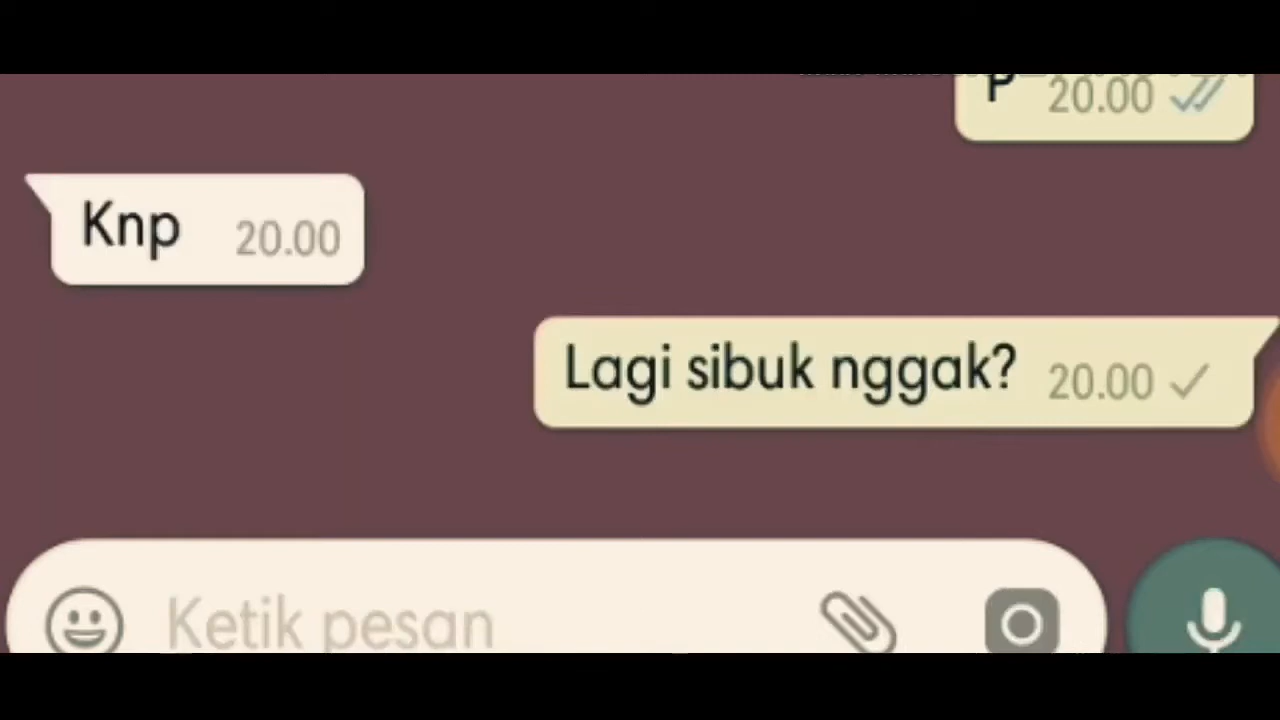 P 20.00
Knp 20.00
Lagi sibuk nggak? 20.00
Ketik pesan